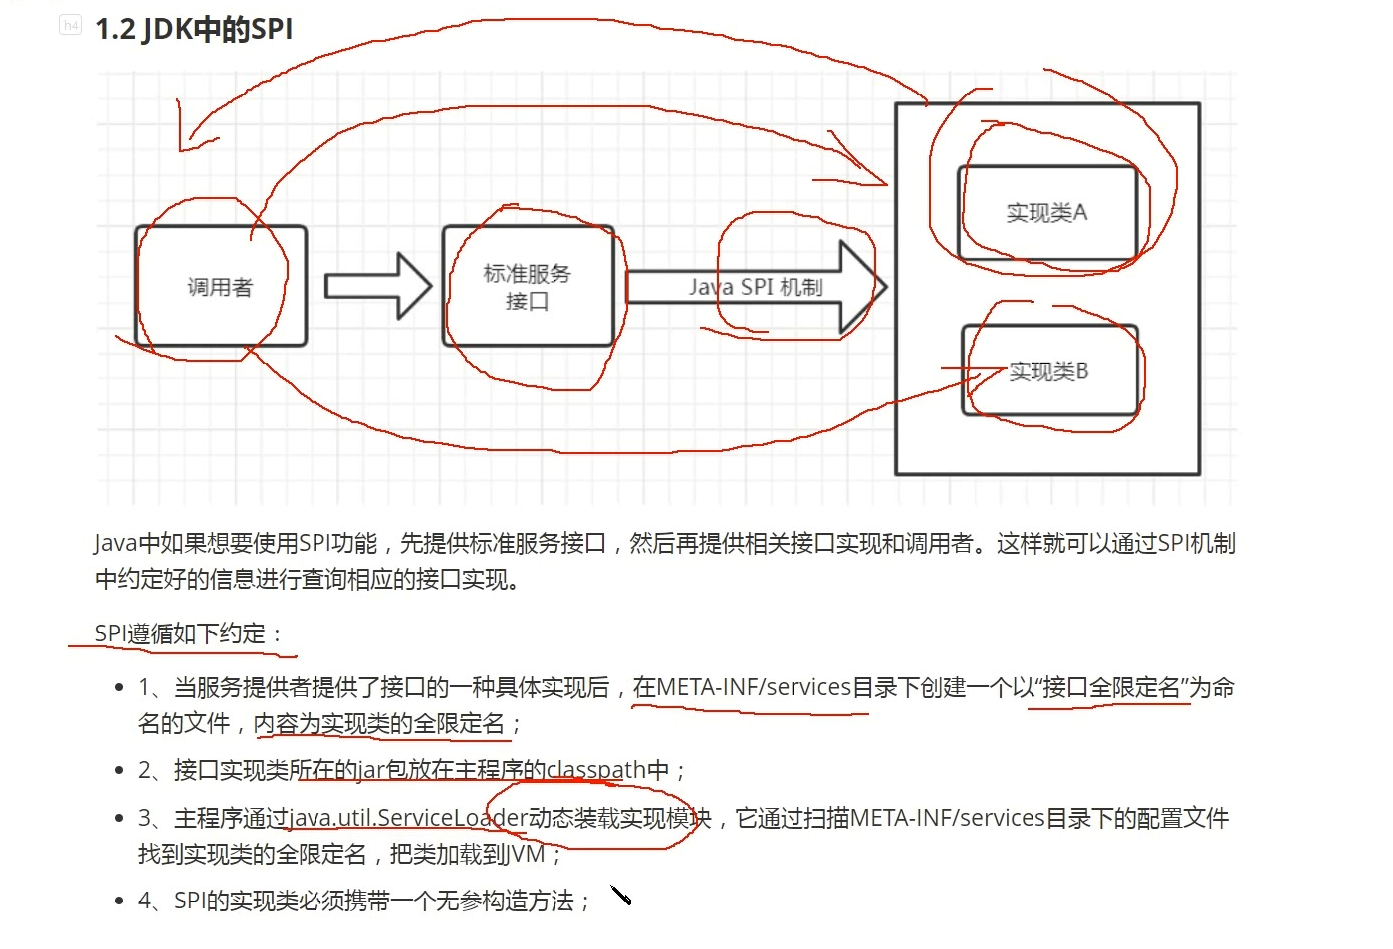 h4
1.2 JDK中的SPI
调用者
标准服务
接口
Java SPI 机制
实现类A
实现类B
Java中如果想要使用SPI功能，先提供标准服务接口，然后再提供相关接口实现和调用者。这样就可以通过SPI机制
中约定好的信息进行查询相应的接口实现。
SPI遵循如下约定：
1、当服务提供者提供了接口的一种具体实现后，在META-INF/services目录下创建一个以“接口全限定名”为命
名的文件，内容为实现类的全限定名；
2、接口实现类所在的jar包放在主程序的classpath中；
3、主程序通过java.util.ServiceLoader动态装载实现模块，它通过扫描META-INF/services目录下的配置文件
找到实现类的全限定名，把类加载到JVM；
4、SPI的实现类必须携带一个无参构造方法；